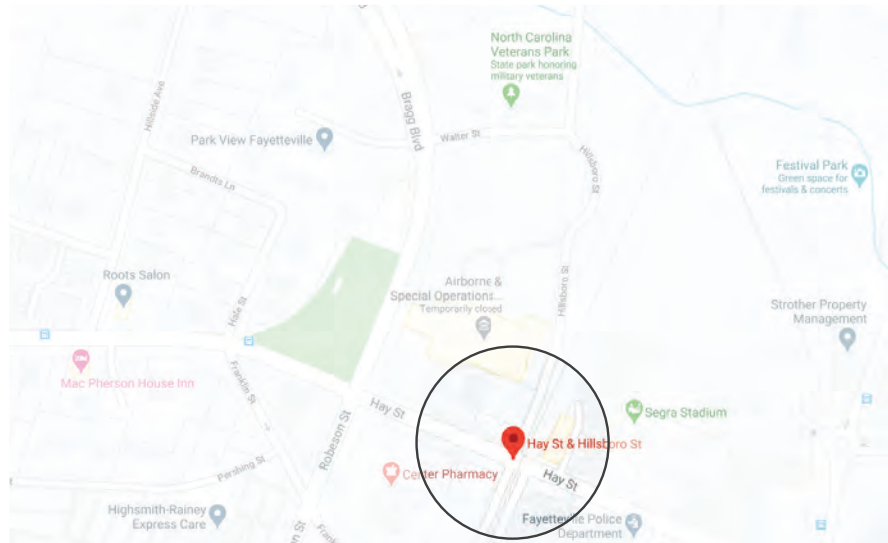 North Carolina
Veterans Park
State park honoring
military veterans
Hillside Ave
Bragg Blvd
Park View Fayetteville
Walter St
Hillsboro St
Brandts Ln
Festival Park
Green space for
festivals & concerts
Roots Salon
Airborne &
Special Operations...
Temporarily closed
Hillsboro St
Hale St
Strother Property
Management
Mac Pherson House Inn
Franklin St
Hay St
Segra Stadium
Hay St & Hillsboro St
Robeson St
Pershing St
Center Pharmacy
Hay St
Highsmith-Rainey
Express Care
Fayetteville Police
Department